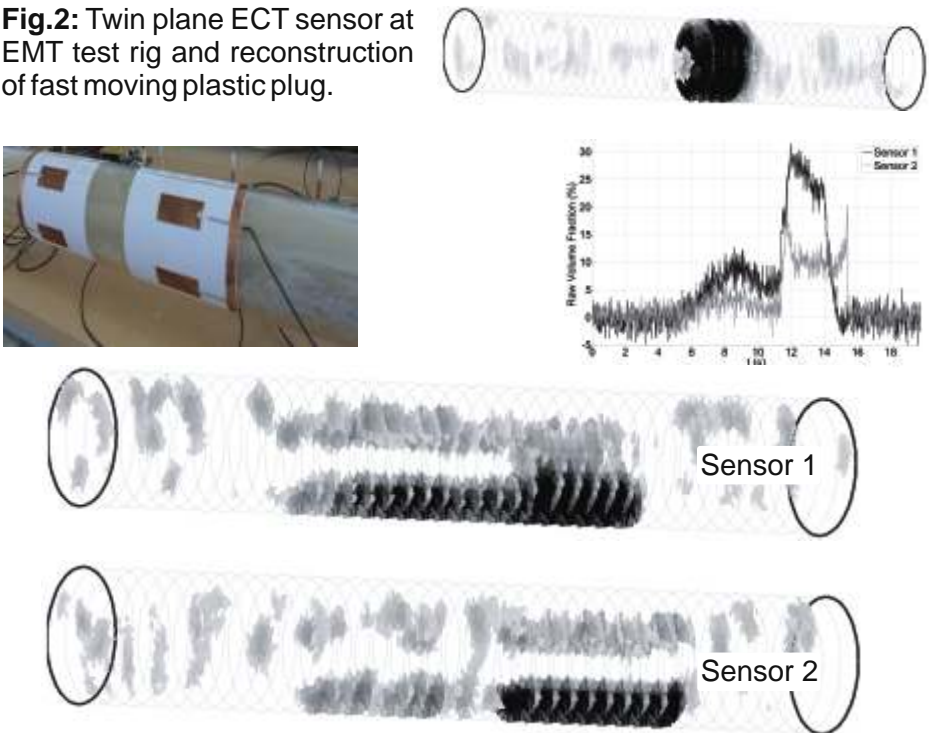 Fig.2: Twin plane ECT sensor at
EMT test rig and reconstruction
of fast moving plastic plug.
30
25
20
15
10
5
0
-5
Raw Volume Fraction (%)
Sensor 1
Sensor 2
0 2 4 6 8 10 12 14 16 18
t (s)
Sensor 1
Sensor 2